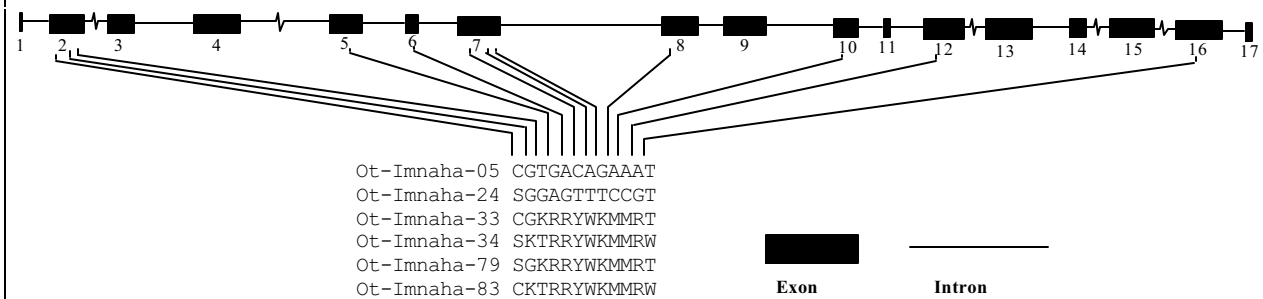 1 2 3 4 5 6 7 8 9 10 11 12 13 14 15 16 17
Ot-Imnaha-05 CGTGACAGAAAT
Ot-Imnaha-24 SGGAGTTTCCGT
Ot-Imnaha-33 CGKRRYWKMMRT
Ot-Imnaha-34 SKTRRYWKMMRW
Ot-Imnaha-79 SGKRRYWKMMRT
Ot-Imnaha-83 CKTRRYWKMMRW
Exon Intron